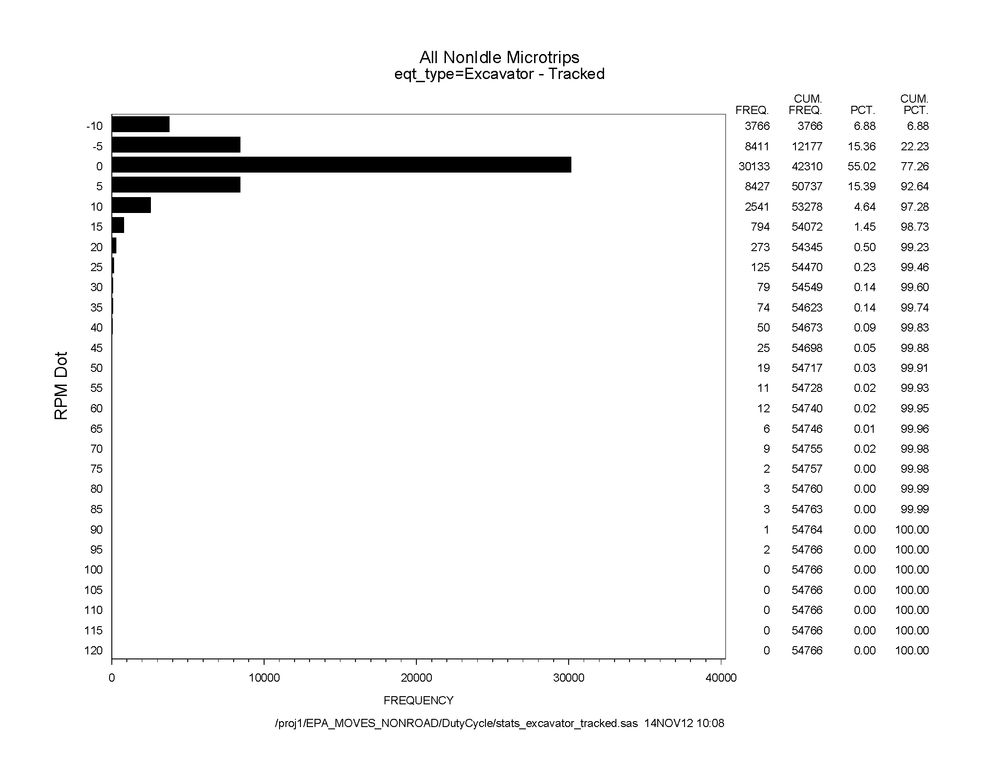 All NonIdle Microtrips
eqt_type=Excavator - Tracked
CUM. CUM.
FREQ. FREQ. PCT. PCT.
-10 3766 3766 6.88 6.88
-5 8411 12177 15.36 22.23
0 30133 42310 55.02 77.26
5 8427 50737 15.39 92.64
10 2541 53278 4.64 97.28
15 794 54072 1.45 98.73
20 273 54345 0.50 99.23
25 125 54470 0.23 99.46
30 79 54549 0.14 99.60
35 74 54623 0.14 99.74
40 50 54673 0.09 99.83
45 25 54698 0.05 99.88
50 19 54717 0.03 99.91
55 11 54728 0.02 99.93
60 12 54740 0.02 99.95
65 6 54746 0.01 99.96
70 9 54755 0.02 99.98
75 2 54757 0.00 99.98
80 3 54760 0.00 99.99
85 3 54763 0.00 99.99
90 1 54764 0.00 100.00
95 2 54766 0.00 100.00
100 0 54766 0.00 100.00
105 0 54766 0.00 100.00
110 0 54766 0.00 100.00
115 0 54766 0.00 100.00
120 0 54766 0.00 100.00
RPM Dot
0 10000 20000 30000 40000
FREQUENCY
/proj1/EPA_MOVES_NONROAD/DutyCycle/stats_excavator_tracked.sas 14NOV12 10:08